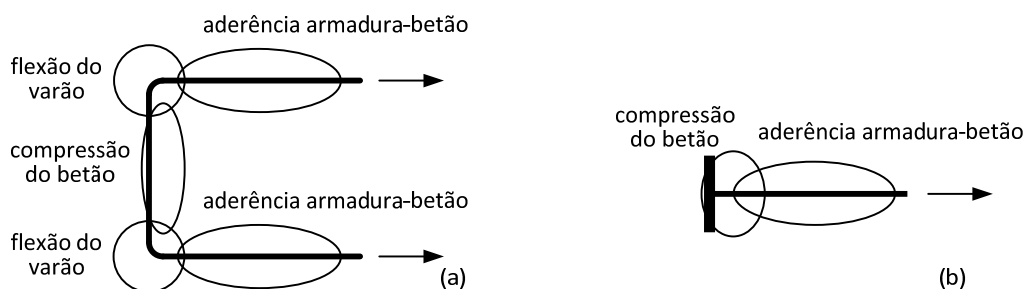 aderência armadura-betão
flexão do
varão
compressão
do betão
aderência armadura-betão
flexão do
varão
(a)
compressão
do betão
aderência armadura-betão
(b)